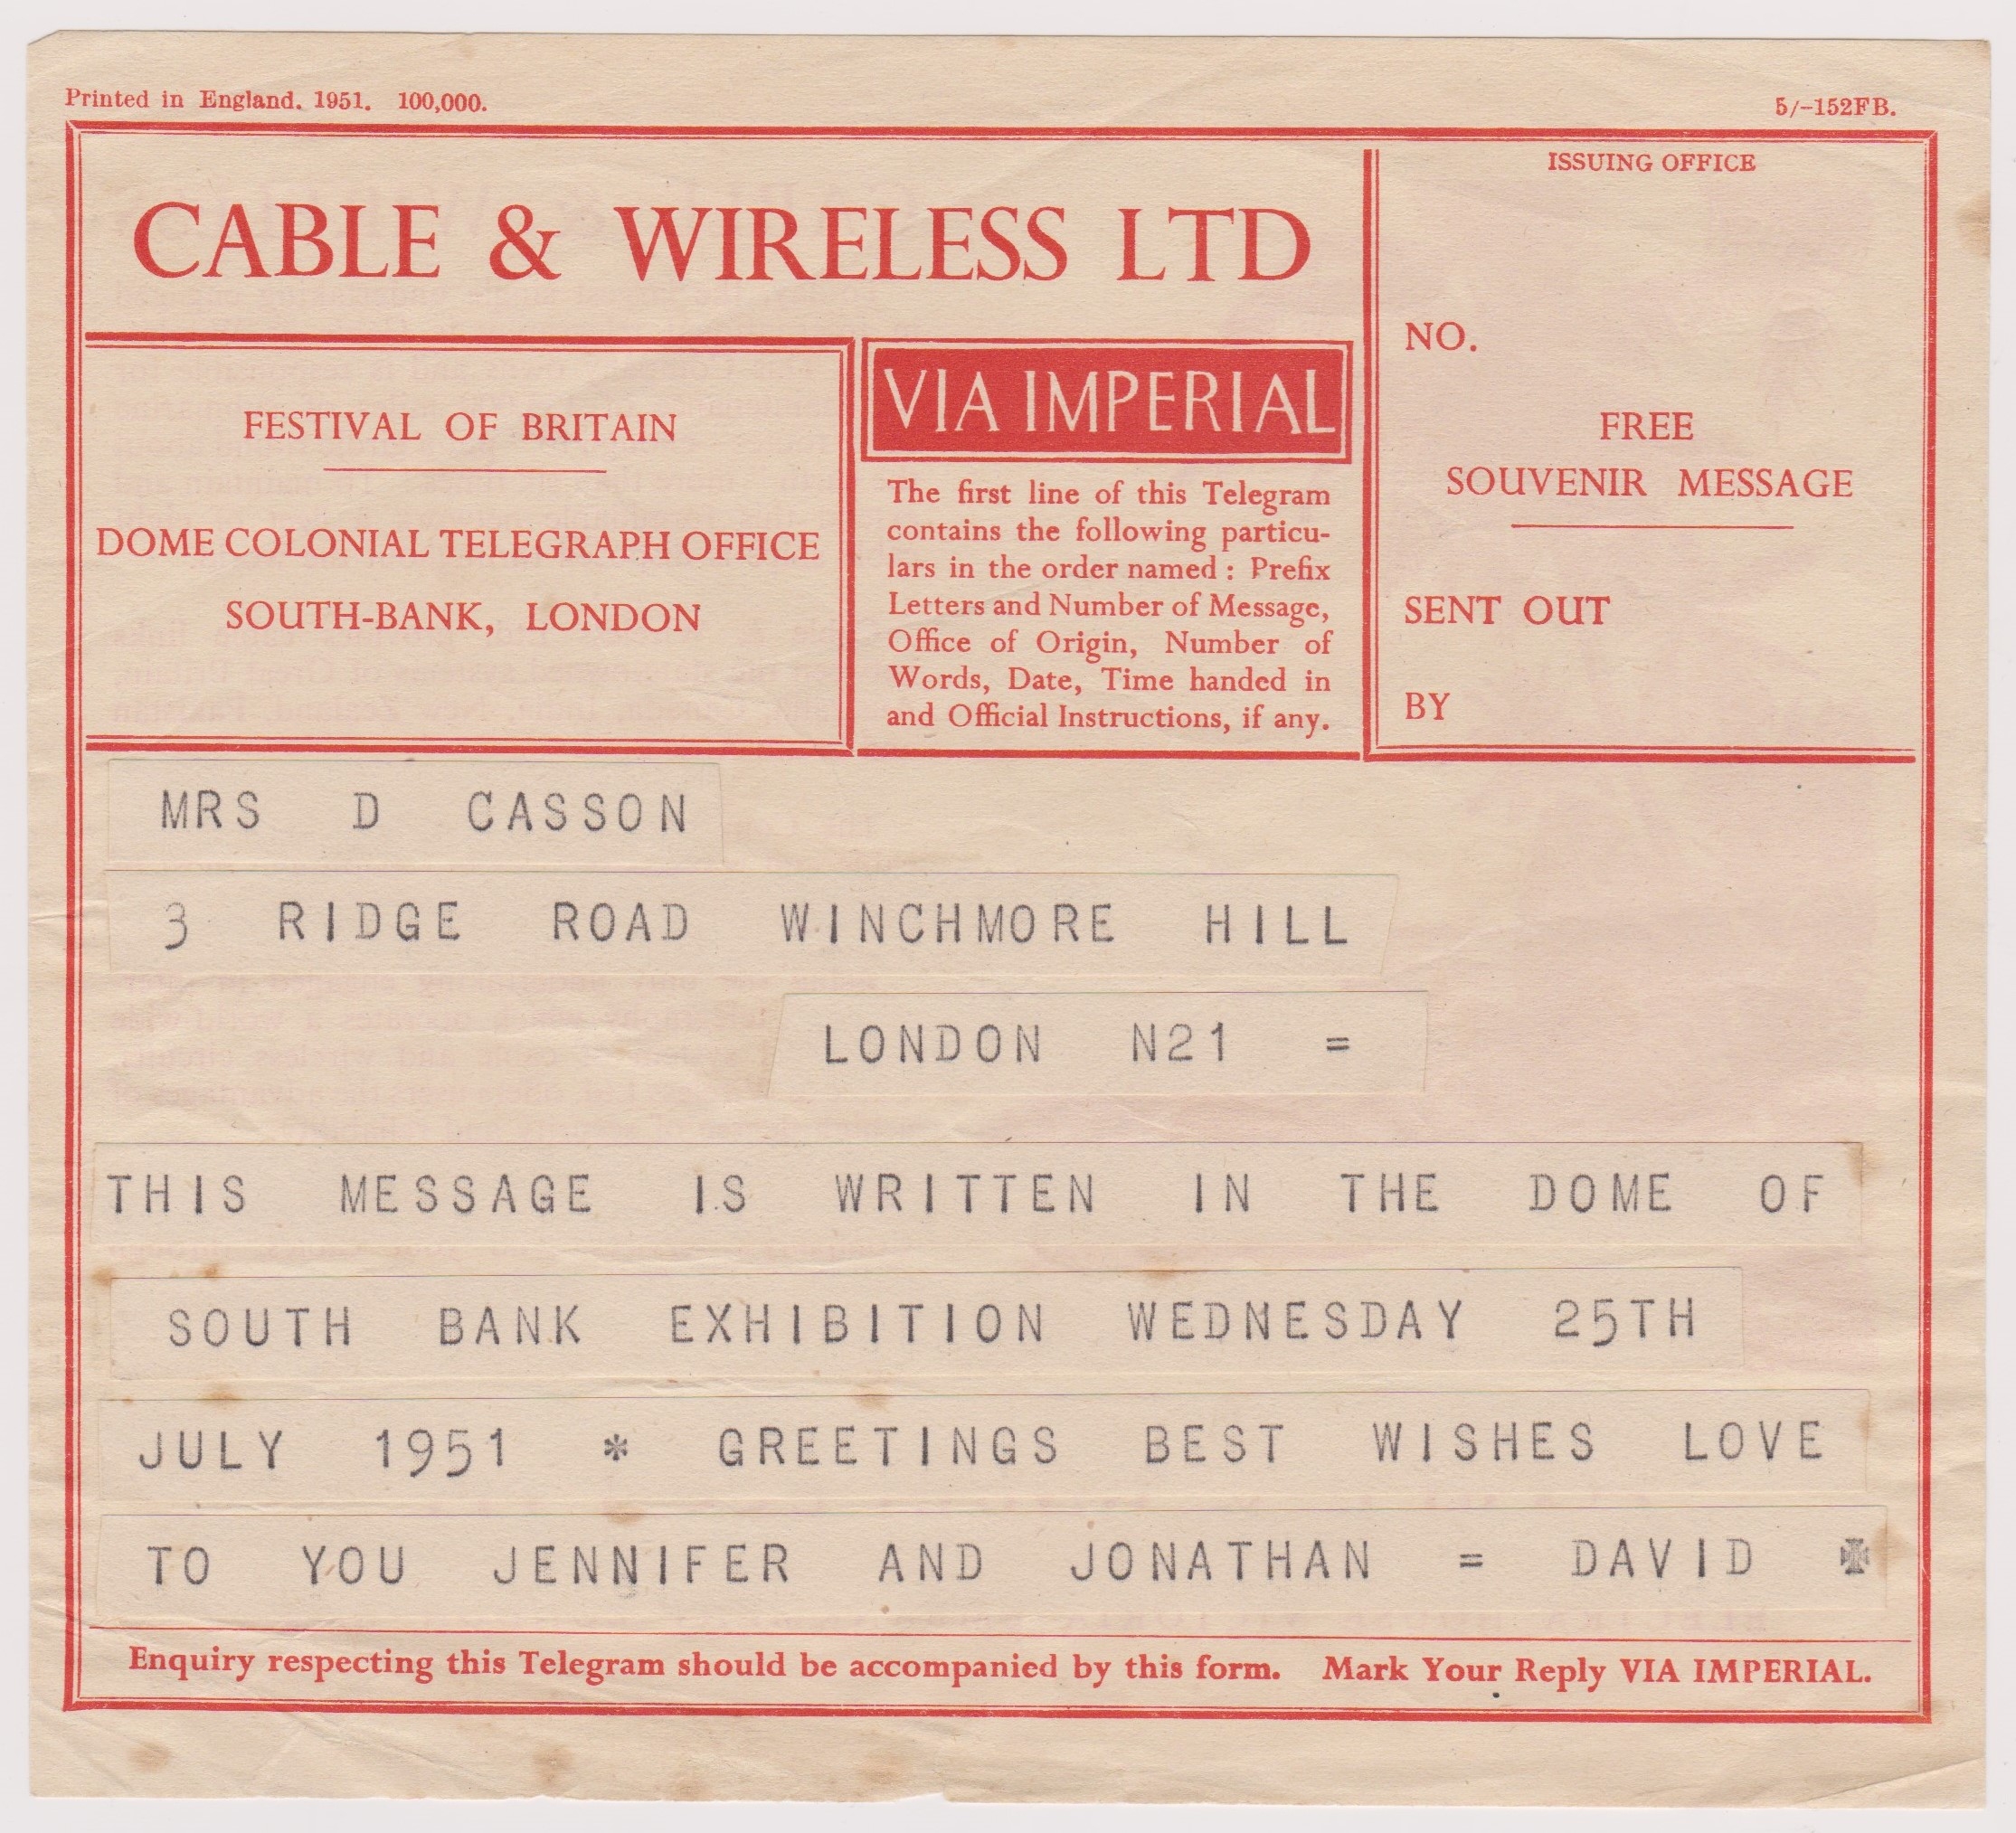 Printed in England. 1951. 100,000.
5/-152FB.
CABLE & WIRELESS LTD
FESTIVAL OF BRITAIN
DOME COLONIAL TELEGRAPH OFFICE
SOUTH-BANK, LONDON
VIA IMPERIAL
The first line of this Telegram
contains the following particu-
lars in the order named : Prefix
Letters and Number of Message,
Office of Origin, Number of
Words, Date, Time handed in
and Official Instructions, if any.
ISSUING OFFICE
NO.
FREE
SOUVENIR MESSAGE
SENT OUT
BY
MRS D CASSON
3 RIDGE ROAD WINCHMORE HILL
LONDON N21 =
THIS MESSAGE IS WRITTEN IN THE DOME OF
SOUTH BANK EXHIBITION WEDNESDAY 25TH
JULY 1951 * GREETINGS BEST WISHES LOVE
TO YOU JENNIFER AND JONATHAN = DAVID ✠
Enquiry respecting this Telegram should be accompanied by this form. Mark Your Reply VIA IMPERIAL.